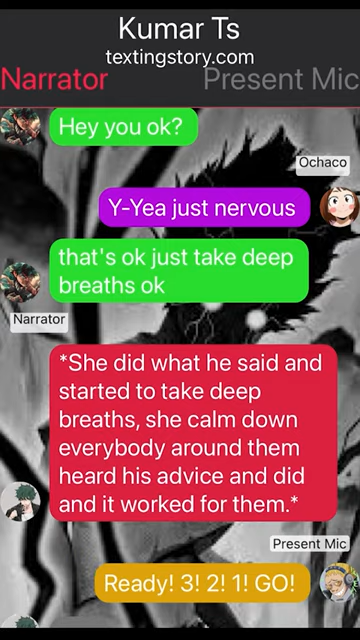 Kumar Ts
textingstory.com
Narrator Present Mic
Hey you ok?
Ochaco
Y-Yea just nervous
that's ok just take deep
breaths ok
Narrator
*She did what he said and
started to take deep
breaths, she calm down
everybody around them
heard his advice and did
and it worked for them.*
Present Mic
Ready! 3! 2! 1! GO!